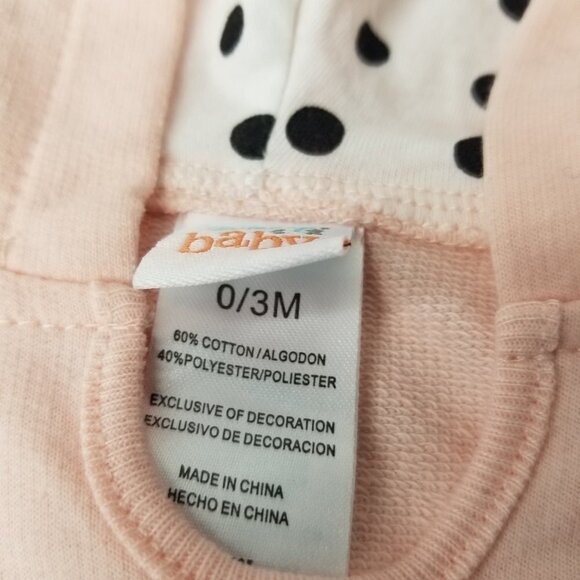 baby
0/3M
60% COTTON/ALGODON
40%POLYESTER/POLIESTER
EXCLUSIVE OF DECORATION
EXCLUSIVO DE DECORACION
MADE IN CHINA
HECHO EN CHINA